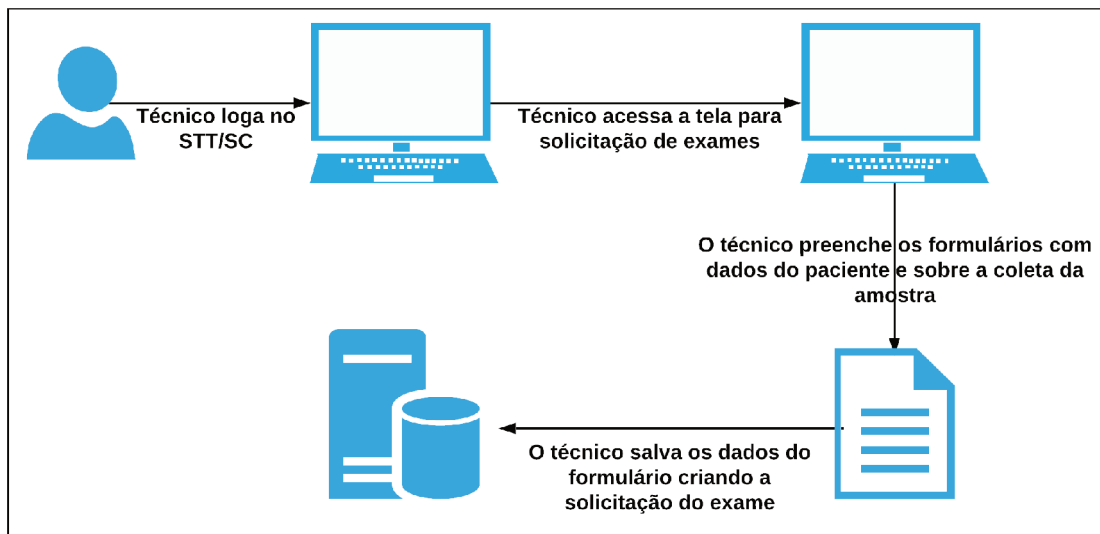 Técnico loga no
STT/SC
Técnico acessa a tela para
solicitação de exames
O técnico preenche os formulários com
dados do paciente e sobre a coleta da
amostra
O técnico salva os dados do
formulário criando a
solicitação do exame